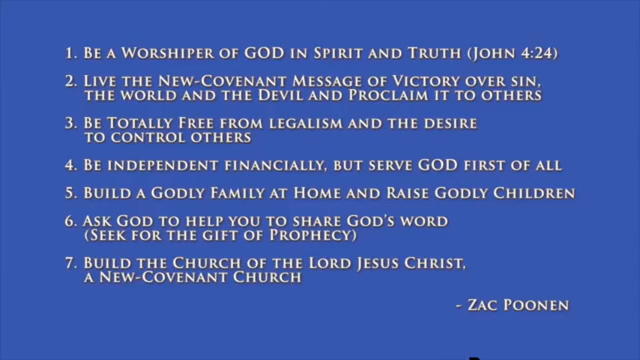 1. Be a Worshiper of GOD in Spirit and Truth (John 4:24)
2. Live the New-Covenant Message of Victory over sin,
the world and the Devil and Proclaim it to others
3. Be Totally Free from legalism and the desire
to control others
4. Be independent financially, but serve GOD first of all
5. Build a Godly Family at Home and Raise Godly Children
6. Ask God to help you to share God's word
(Seek for the gift of Prophecy)
7. Build the Church of the Lord Jesus Christ,
a New-Covenant Church
- Zac Poonen